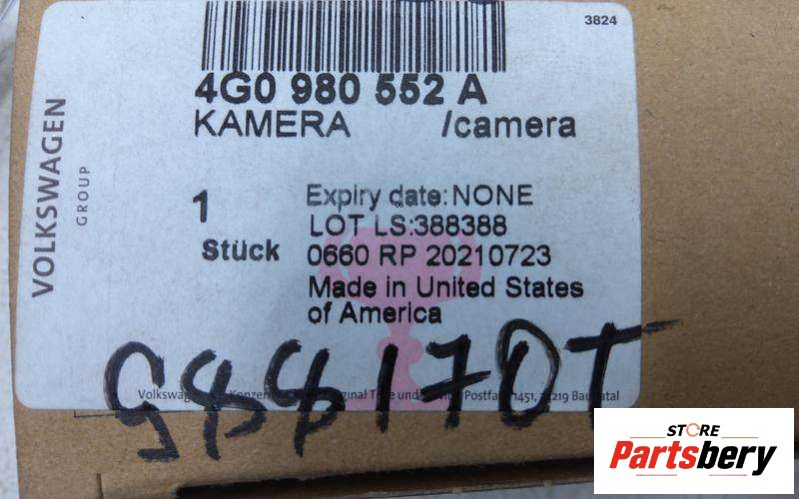 3824
4G0 980 552 A
KAMERA /camera
VOLKSWAGEN
GROUP
1
Stück
Expiry date: NONE
LOT LS:388388
0660 RP 20210723
Made in United States
of America
Volkswagen
STORE
Partsbery